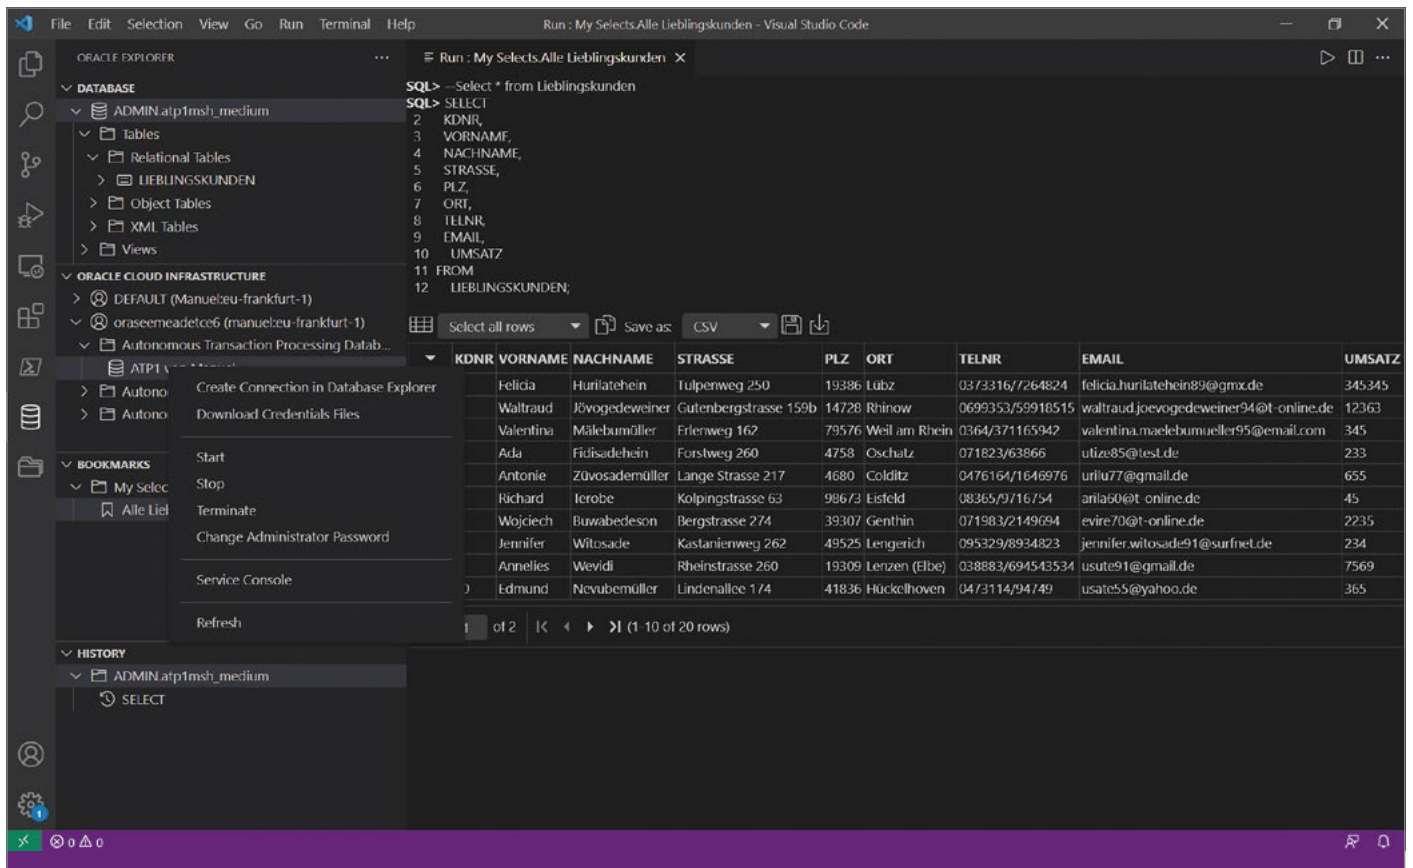 File Edit Selection View Go Run Terminal Help Run : My Selects.Alle Lieblingskunden - Visual Studio Code
ORACLE EXPLORER
Run : My Selects.Alle Lieblingskunden
DATABASE
ADMIN.atp1msh_medium
Tables
Relational Tables
LIEBLINGSKUNDEN
Object Tables
XML Tables
Views
ORACLE CLOUD INFRASTRUCTURE
DEFAULT (Manuel:eu-frankfurt-1)
oraseemeadetce6 (manuel:eu-frankfurt-1)
Autonomous Transaction Processing Datab...
ATP1 von Manuel
Autono
Autono
BOOKMARKS
My Selec
Alle Lieb
HISTORY
ADMIN.atp1msh_medium
SELECT
Create Connection in Database Explorer
Download Credentials Files
Start
Stop
Terminate
Change Administrator Password
Service Console
Refresh
SQL> --Select * from Lieblingskunden
SQL> SELECT
2 KDNR,
3 VORNAME,
4 NACHNAME,
5 STRASSE,
6 PLZ,
7 ORT,
8 TELNR,
9 EMAIL,
10 UMSATZ
11 FROM
12 LIEBLINGSKUNDEN;
Select all rows Save as: CSV
KDNR VORNAME NACHNAME STRASSE PLZ ORT TELNR EMAIL UMSATZ
Felicia Hurilatehein Tulpenweg 250 19386 Lübz 0373316/7264824 felicia.hurilatehein89@gmx.de 345345
Waltraud Jövogedeweiner Gutenbergstrasse 159b 14728 Rhinow 0699353/59918515 waltraud.joevogedeweiner94@t-online.de 12363
Valentina Mälebumüller Erlenweg 162 79576 Weil am Rhein 0364/371165942 valentina.maelebumueller95@email.com 345
Ada Fidisadehein Forstweg 260 4758 Oschatz 071823/63866 utize85@test.de 233
Antonie Züvosademüller Lange Strasse 217 4680 Colditz 0476164/1646976 urilu77@gmail.de 655
Richard Terobe Kolpingstrasse 63 98673 Eisfeld 08365/9716754 arila60@t-online.de 45
Wojciech Buwabedeson Bergstrasse 274 39307 Genthin 071983/2149694 evire70@t-online.de 2235
Jennifer Witosade Kastanienweg 262 49525 Lengerich 095329/8934823 jennifer.witosade91@surfnet.de 234
Annelies Wevidi Rheinstrasse 260 19309 Lenzen (Elbe) 038883/694543534 usute91@gmail.de 7569
Edmund Nevubemüller Lindenallee 174 41836 Hückelhoven 0473114/94749 usate55@yahoo.de 365
1 of 2 (1-10 of 20 rows)
1
0 0